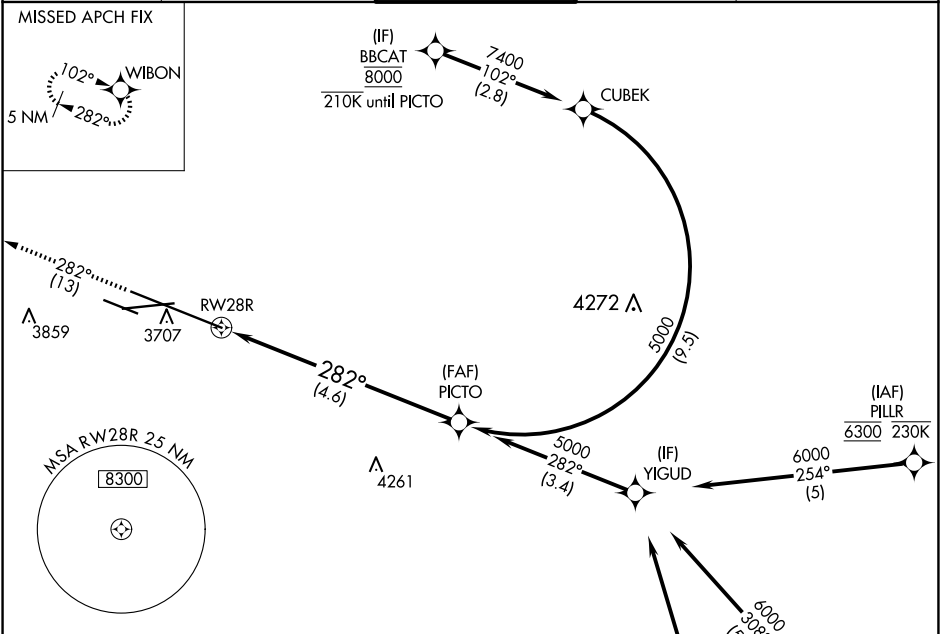 MISSED APCH FIX
102°
WIBON
5 NM
282°
(IF)
BBCAT
8000
210K until PICTO
7400
102°
(2.8)
CUBEK
282°
(13)
RW28R
3859
3707
4272
5000
(9.5)
282°
(4.6)
(FAF)
PICTO
(IAF)
PILLR
6300 230K
5000
282°
(3.4)
(IF)
YIGUD
6000
254°
(5)
4261
MSA RW28R 25 NM
8300
6000